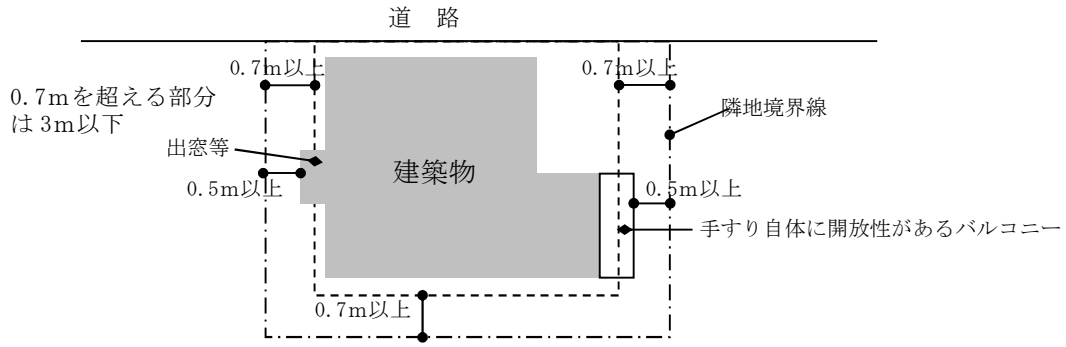 道 路
0.7m以上
0.7m以上
0.7mを超える部分
は3m以下
隣地境界線
出窓等
建築物
0.5m以上
0.5m以上
手すり自体に開放性があるバルコニー
0.7m以上